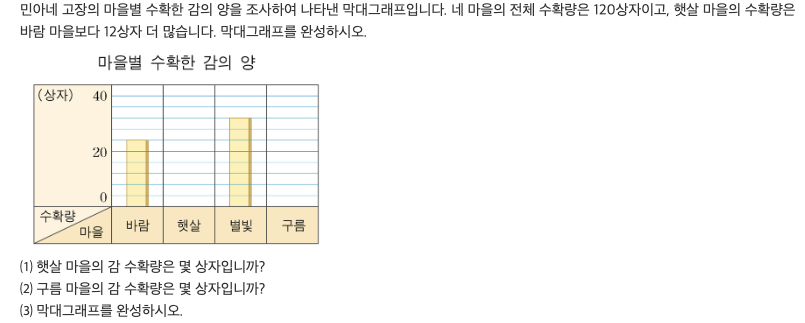 민아네 고장의 마을별 수확한 감의 양을 조사하여 나타낸 막대그래프입니다. 네 마을의 전체 수확량은 120상자이고, 햇살 마을의 수확량은
바람 마을보다 12상자 더 많습니다. 막대그래프를 완성하시오.
마을별 수확한 감의 양
(상자) 40
20
0
수확량
마을
바람 햇살 별빛 구름
(1) 햇살 마을의 감 수확량은 몇 상자입니까?
(2) 구름 마을의 감 수확량은 몇 상자입니까?
(3) 막대그래프를 완성하시오.